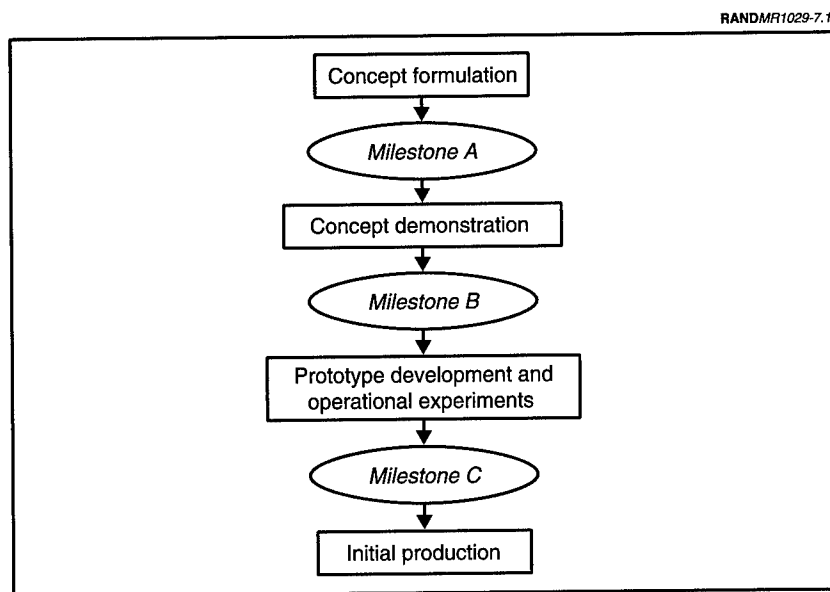 RANDMR1029-7.1
Concept formulation
Milestone A
Concept demonstration
Milestone B
Prototype development and
operational experiments
Milestone C
Initial production